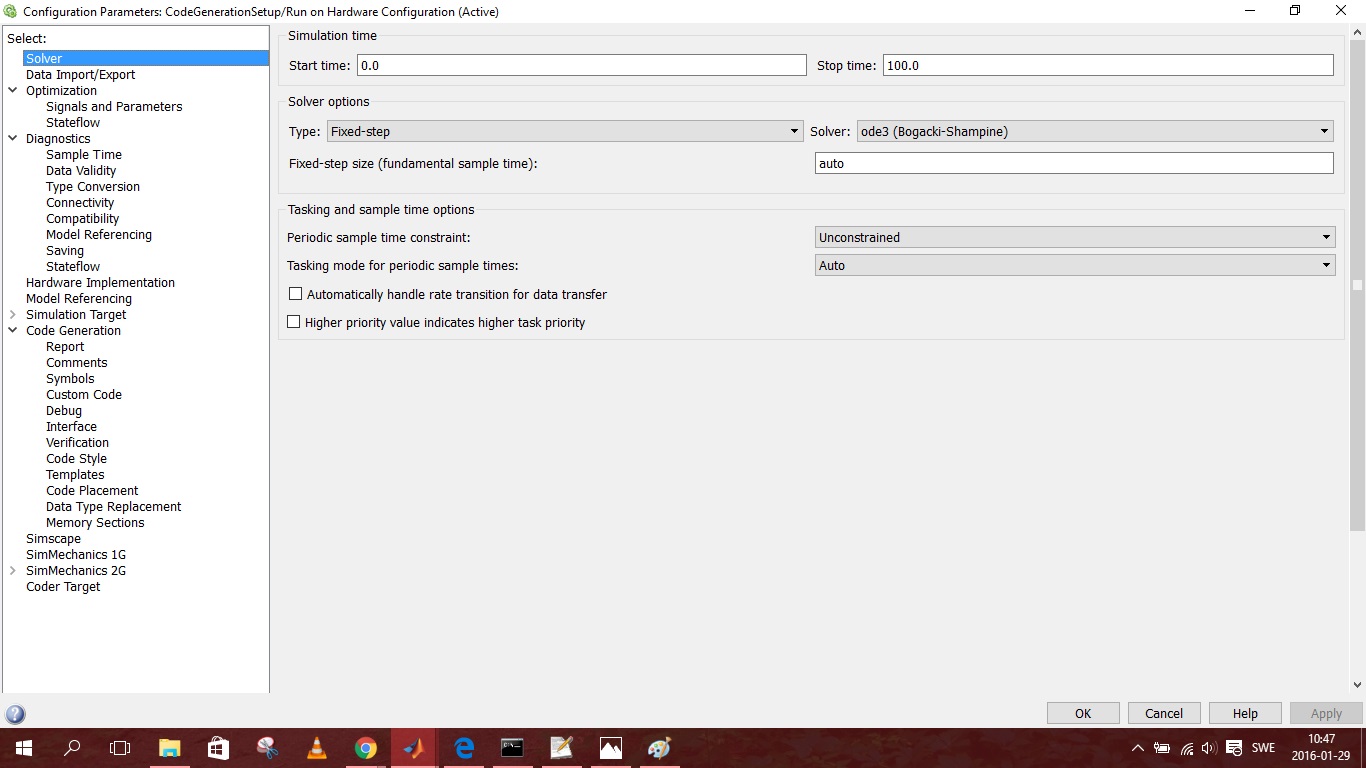 Configuration Parameters: CodeGenerationSetup/Run on Hardware Configuration (Active)
Select:
Solver
Data Import/Export
Optimization
Signals and Parameters
Stateflow
Diagnostics
Sample Time
Data Validity
Type Conversion
Connectivity
Compatibility
Model Referencing
Saving
Stateflow
Hardware Implementation
Model Referencing
Simulation Target
Code Generation
Report
Comments
Symbols
Custom Code
Debug
Interface
Verification
Code Style
Templates
Code Placement
Data Type Replacement
Memory Sections
Simscape
SimMechanics 1G
SimMechanics 2G
Coder Target
Simulation time
Start time: 0.0 Stop time: 100.0
Solver options
Type: Fixed-step Solver: ode3 (Bogacki-Shampine)
Fixed-step size (fundamental sample time): auto
Tasking and sample time options
Periodic sample time constraint: Unconstrained
Tasking mode for periodic sample times: Auto
Automatically handle rate transition for data transfer
Higher priority value indicates higher task priority
OK Cancel Help Apply
SWE
10:47
2016-01-29